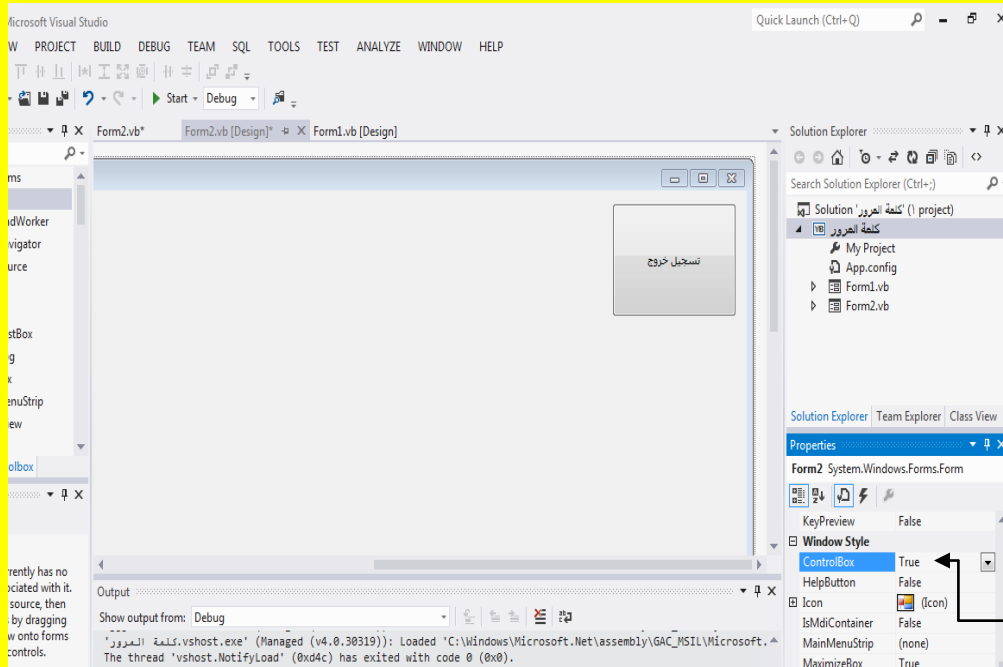 Microsoft Visual Studio
Quick Launch (Ctrl+Q)
W PROJECT BUILD DEBUG TEAM SQL TOOLS TEST ANALYZE WINDOW HELP
Start Debug
Form2.vb* Form2.vb [Design]* Form1.vb [Design]
ms
ndWorker
vigator
urce
stBox
g
x
enuStrip
ew
olbox
rently has no
ociated with it.
source, then
by dragging
w onto forms
controls.
تسجيل خروج
Output
Show output from: Debug
'كلمة المرور.vshost.exe' (Managed (v4.0.30319)): Loaded 'C:\Windows\Microsoft.Net\assembly\GAC_MSIL\Microsoft.
The thread 'vshost.NotifyLoad' (0xd4c) has exited with code 0 (0x0).
Solution Explorer
Search Solution Explorer (Ctrl+;)
Solution 'كلمة المرور' (١ project)
كلمة المرور
My Project
App.config
Form1.vb
Form2.vb
Solution Explorer Team Explorer Class View
Properties
Form2 System.Windows.Forms.Form
KeyPreview False
Window Style
ControlBox True
HelpButton False
Icon (Icon)
IsMdiContainer False
MainMenuStrip (none)
MaximizeBox True